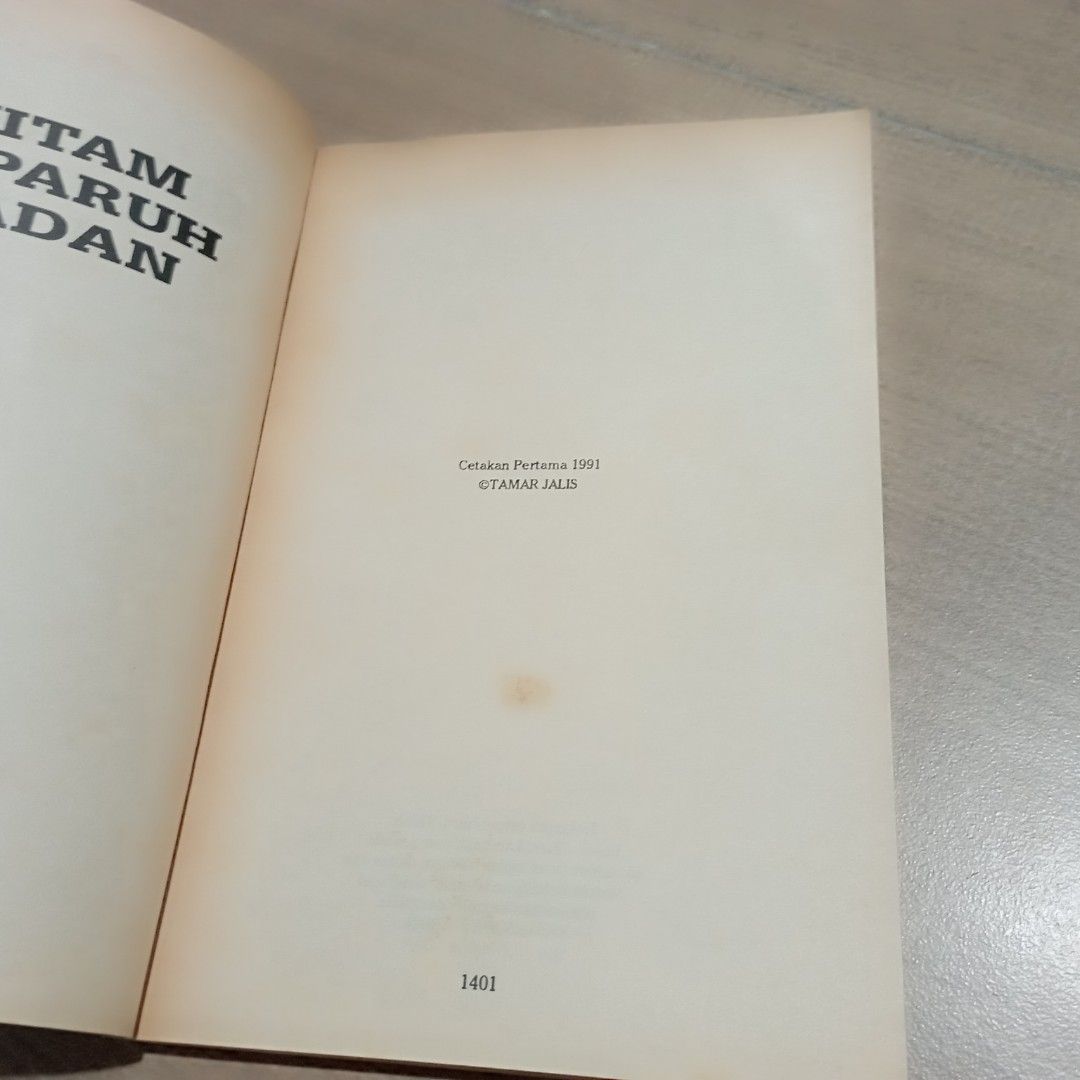 ITAM
PARUH
ADAN
Cetakan Pertama 1991
©TAMAR JALIS
1401